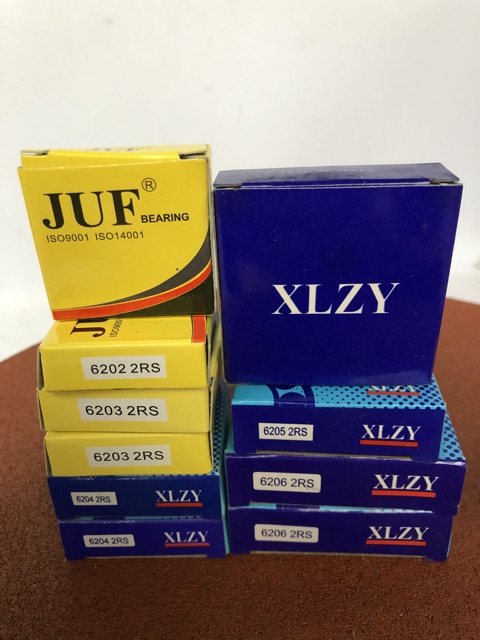 JUF® BEARING
ISO9001 ISO14001
6202 2RS
6203 2RS
6203 2RS
6204 2RS XLZY
6204 2RS XLZY
XLZY
6205 2RS XLZY
6206 2RS XLZY
6206 2RS XLZY